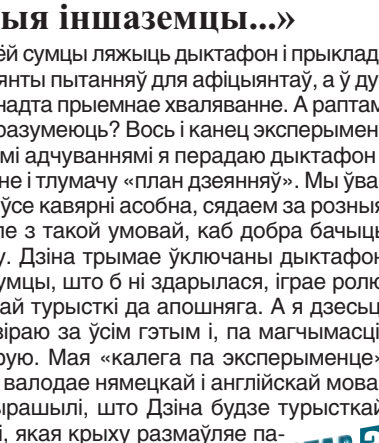 ыя іншаземцы...»
ёй сумцы ляжыць дыктафон і прыклад
янты пытанняў для афіцыянтаў, а ў ду
надта прыемнае хваляванне. А раптам
разумеюць? Вось і канец эксперымен
мі адчуваннямі я перадаю дыктафон
не і тлумачу «план дзеянняў». Мы ўва
ўсе кавярні асобна, сядаем за розныя
ле з такой умовай, каб добра бачыць
у. Дзіна трымае ўключаны дыктафон
умцы, што б ні здарылася, іграе ролю
ай турысткі да апошняга. А я дзесьц
зіраю за ўсім гэтым і, па магчымасці
рую. Мая «калега па эксперыменце»
валодае нямецкай і англійскай мова
ырашылі, што Дзіна будзе турысткай
і, якая крыху размаўляе па-